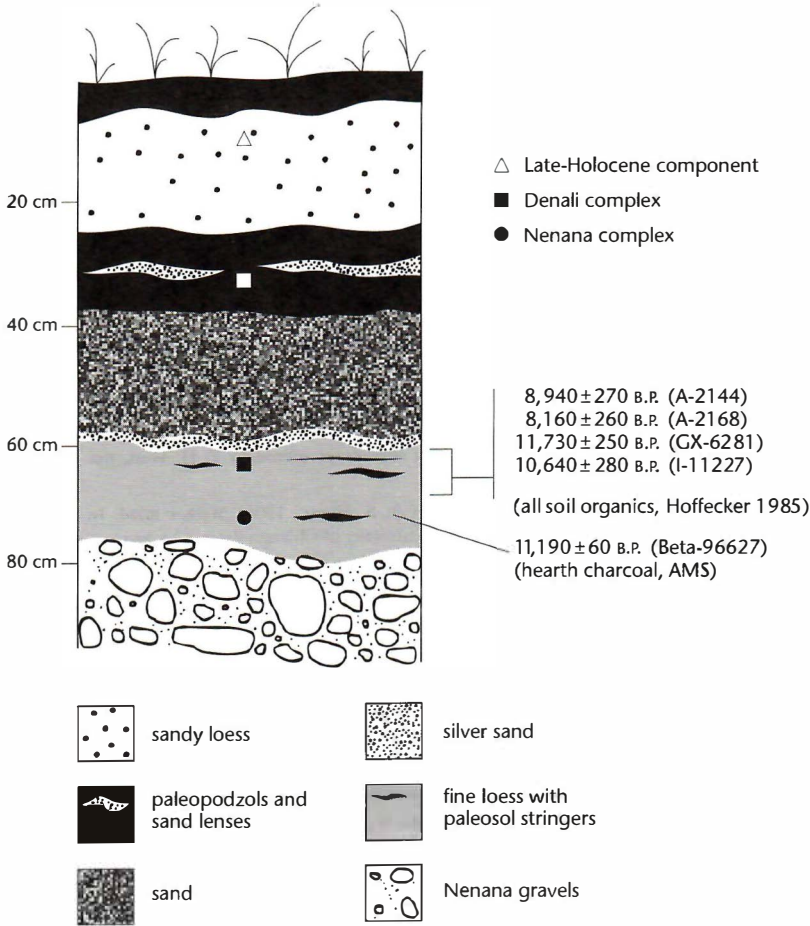 20 cm
40 cm
60 cm
80 cm
△ Late-Holocene component
■ Denali complex
● Nenana complex
8,940±270 B.P. (A-2144)
8,160±260 B.P. (A-2168)
11,730±250 B.P. (GX-6281)
10,640±280 B.P. (I-11227)
(all soil organics, Hoffecker 1985)
11,190±60 B.P. (Beta-96627)
(hearth charcoal, AMS)
sandy loess
silver sand
paleopodzols and
sand lenses
fine loess with
paleosol stringers
sand
Nenana gravels